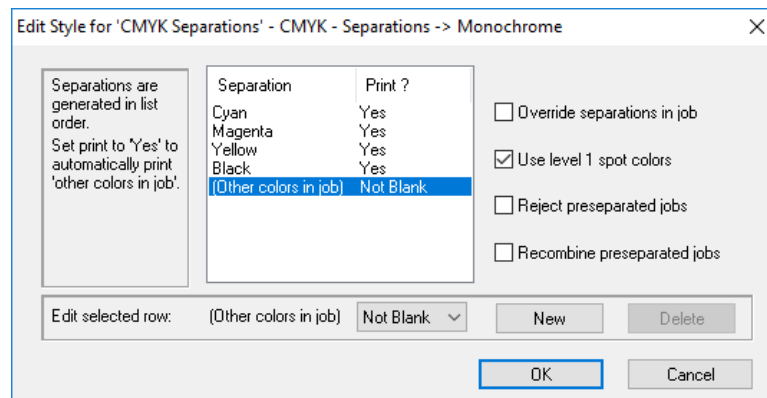 Edit Style for 'CMYK Separations' - CMYK - Separations -> Monochrome
Separations are
generated in list
order.
Set print to 'Yes' to
automatically print
'other colors in job'.
Separation Print ?
Cyan Yes
Magenta Yes
Yellow Yes
Black Yes
(Other colors in job) Not Blank
Override separations in job
Use level 1 spot colors
Reject preseparated jobs
Recombine preseparated jobs
Edit selected row: (Other colors in job) Not Blank New Delete
OK Cancel